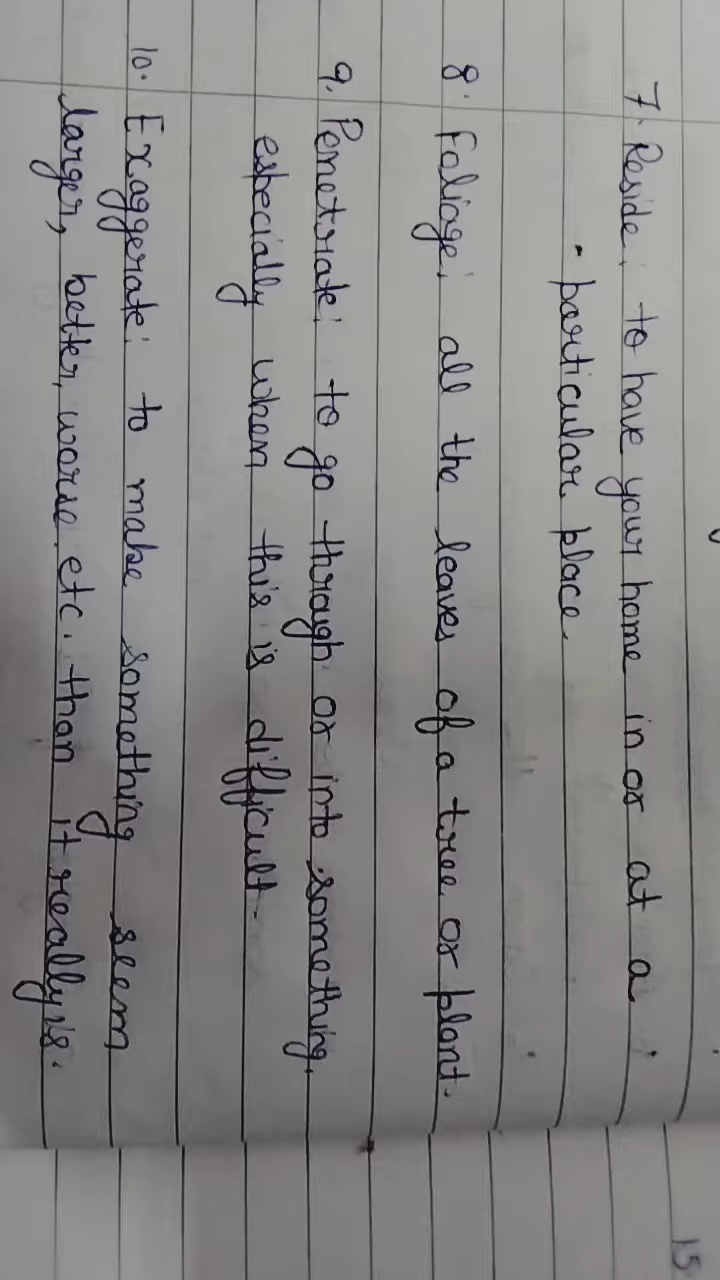 7. Reside; to have your home in or at a
particular place.
8. Foliage; all the leaves of a tree or plant.
9. Penetriate; to go through or into something,
especially when this is difficult.
10. Exaggerate; to make something seem
larger, better, worse etc. than it really is.
15